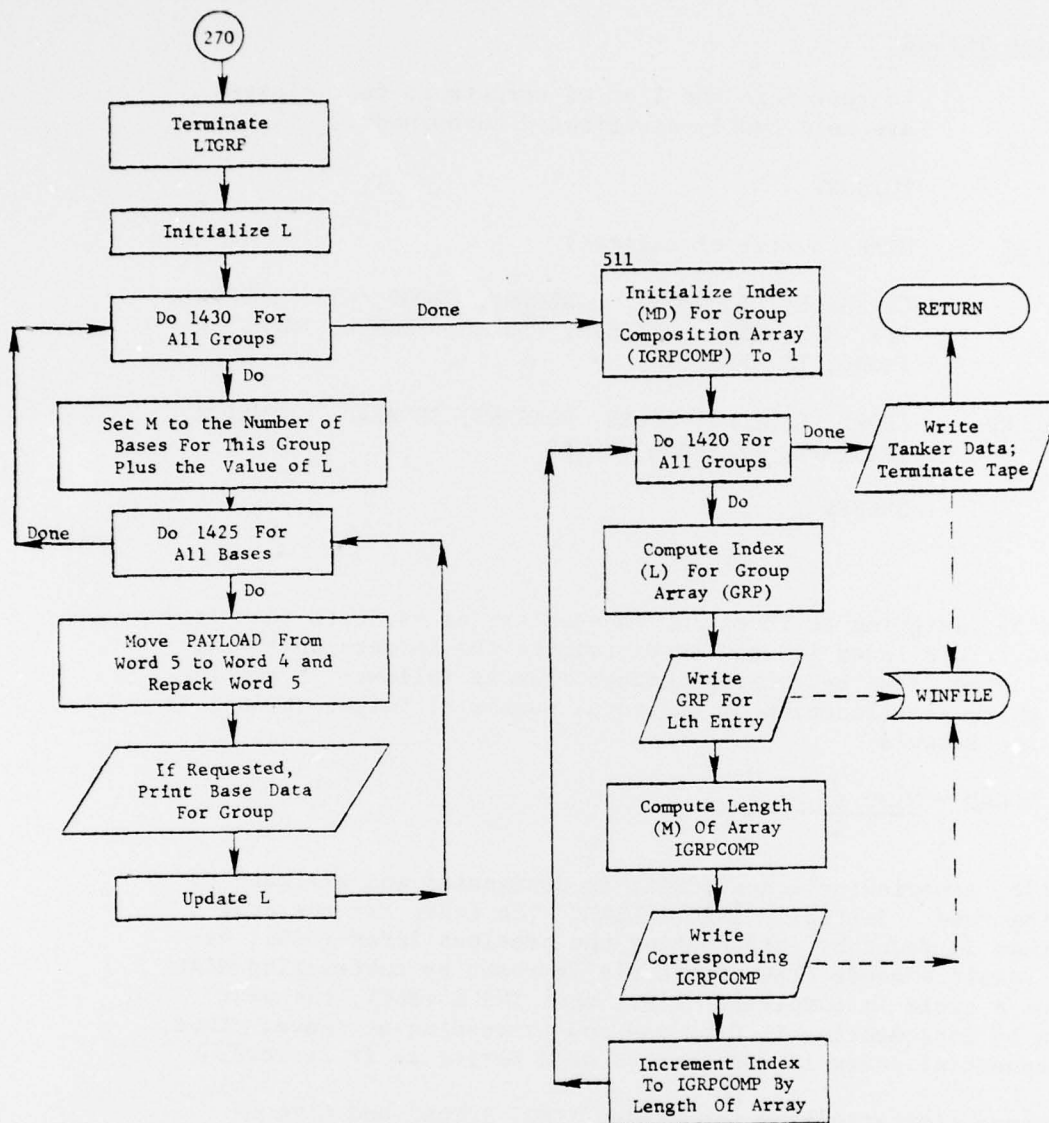 270
Terminate
LTGRF
Initialize L
Do 1430 For
All Groups
Done
Do
Set M to the Number of
Bases For This Group
Plus the Value of L
Do 1425 For
All Bases
Done
Do
Move PAYLOAD From
Word 5 to Word 4 and
Repack Word 5
If Requested,
Print Base Data
For Group
Update L
511
Initialize Index
(MD) For Group
Composition Array
(IGRPCOMP) To 1
Do 1420 For
All Groups
Done
Do
Compute Index
(L) For Group
Array (GRP)
Write
GRP For
Lth Entry
Compute Length
(M) Of Array
IGRPCOMP
Write
Corresponding
IGRPCOMP
Increment Index
To IGRPCOMP By
Length Of Array
RETURN
Write
Tanker Data;
Terminate Tape
WINFILE